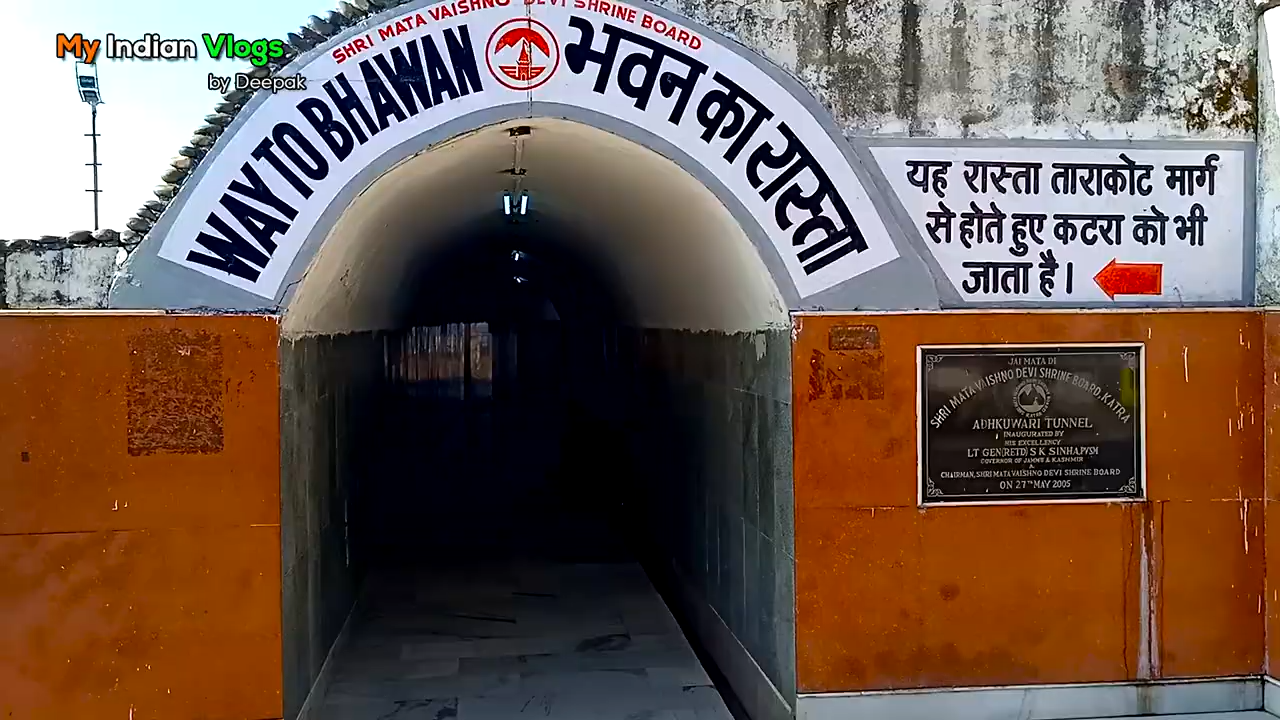 My Indian Vlogs
by Deepak
SHRI MATA VAISHNO DEVI SHRINE BOARD
WAY TO BHAWAN
भवन का रास्ता
यह रास्ता ताराकोट मार्ग
से होते हुए कटरा को भी
जाता है।
JAI MATA DI
SHRI MATA VAISHNO DEVI SHRINE BOARD, KATRA
ADHKUWARI TUNNEL
INAUGURATED BY
HIS EXCELLENCY
LT GEN(RETD) S K SINHA,PVSM
GOVERNOR OF JAMMU & KASHMIR
&
CHAIRMAN, SHRI MATA VAISHNO DEVI SHRINE BOARD
ON 27TH MAY 2005